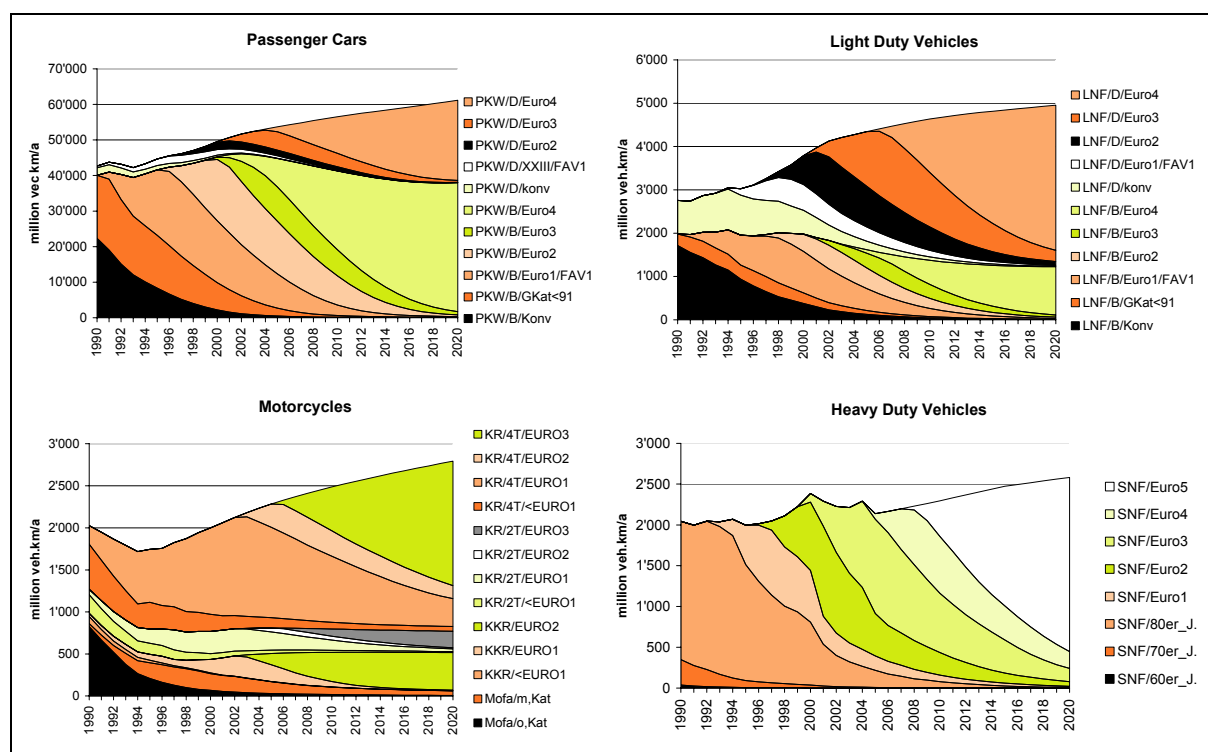 Passenger Cars
million vec km/a
70'000
60'000
50'000
40'000
30'000
20'000
10'000
0
1990
1992
1994
1996
1998
2000
2002
2004
2006
2008
2010
2012
2014
2016
2018
2020
PKW/D/Euro4
PKW/D/Euro3
PKW/D/Euro2
PKW/D/XXIII/FAV1
PKW/D/konv
PKW/B/Euro4
PKW/B/Euro3
PKW/B/Euro2
PKW/B/Euro1/FAV1
PKW/B/GKat<91
PKW/B/Konv
Light Duty Vehicles
million veh.km/a
6'000
5'000
4'000
3'000
2'000
1'000
0
1990
1992
1994
1996
1998
2000
2002
2004
2006
2008
2010
2012
2014
2016
2018
2020
LNF/D/Euro4
LNF/D/Euro3
LNF/D/Euro2
LNF/D/Euro1/FAV1
LNF/D/konv
LNF/B/Euro4
LNF/B/Euro3
LNF/B/Euro2
LNF/B/Euro1/FAV1
LNF/B/GKat<91
LNF/B/Konv
Motorcycles
million veh.km/a
3'000
2'500
2'000
1'500
1'000
500
0
1990
1992
1994
1996
1998
2000
2002
2004
2006
2008
2010
2012
2014
2016
2018
2020
KR/4T/EURO3
KR/4T/EURO2
KR/4T/EURO1
KR/4T/<EURO1
KR/2T/EURO3
KR/2T/EURO2
KR/2T/EURO1
KR/2T/<EURO1
KKR/EURO2
KKR/EURO1
KKR/<EURO1
Mofa/m,Kat
Mofa/o,Kat
Heavy Duty Vehicles
million veh.km/a
3'000
2'500
2'000
1'500
1'000
500
0
1990
1992
1994
1996
1998
2000
2002
2004
2006
2008
2010
2012
2014
2016
2018
2020
SNF/Euro5
SNF/Euro4
SNF/Euro3
SNF/Euro2
SNF/Euro1
SNF/80er_J.
SNF/70er_J.
SNF/60er_J.